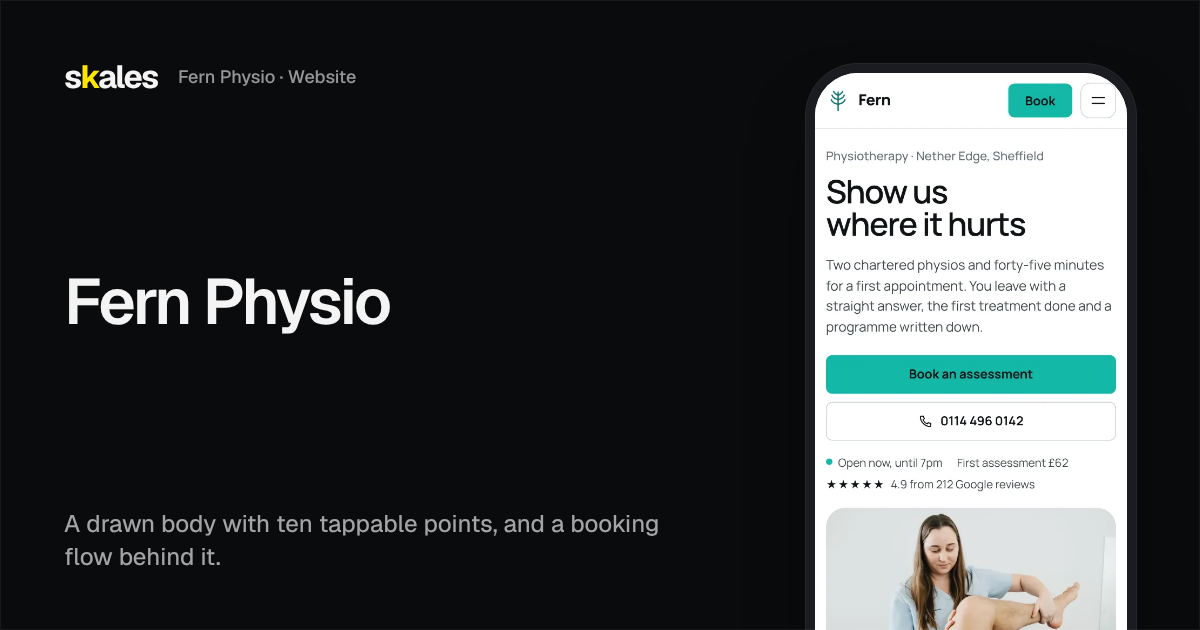 skales Fern Physio · Website
Fern Physio
A drawn body with ten tappable points, and a booking
flow behind it.
Fern Book
Physiotherapy · Nether Edge, Sheffield
Show us
where it hurts
Two chartered physios and forty-five minutes
for a first appointment. You leave with a
straight answer, the first treatment done and a
programme written down.
Book an assessment
0114 496 0142
Open now, until 7pm First assessment £62
★★★★★ 4.9 from 212 Google reviews